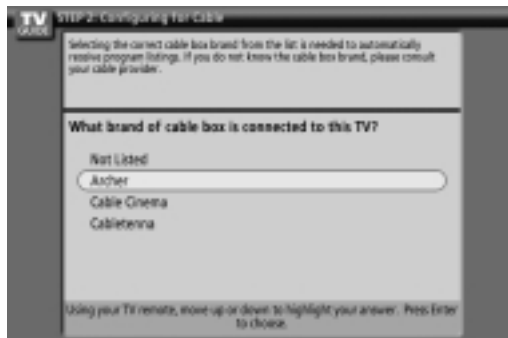 TV GUIDE
STEP 2: Configuring for Cable
Selecting the correct cable box brand from the list is needed to automatically
receive program listings. If you do not know the cable box brand, please consult
your cable provider.
What brand of cable box is connected to this TV?
Not Listed
Archer
Cable Cinema
Cabletenna
Using your TV remote, move up or down to highlight your answer. Press Enter
to choose.